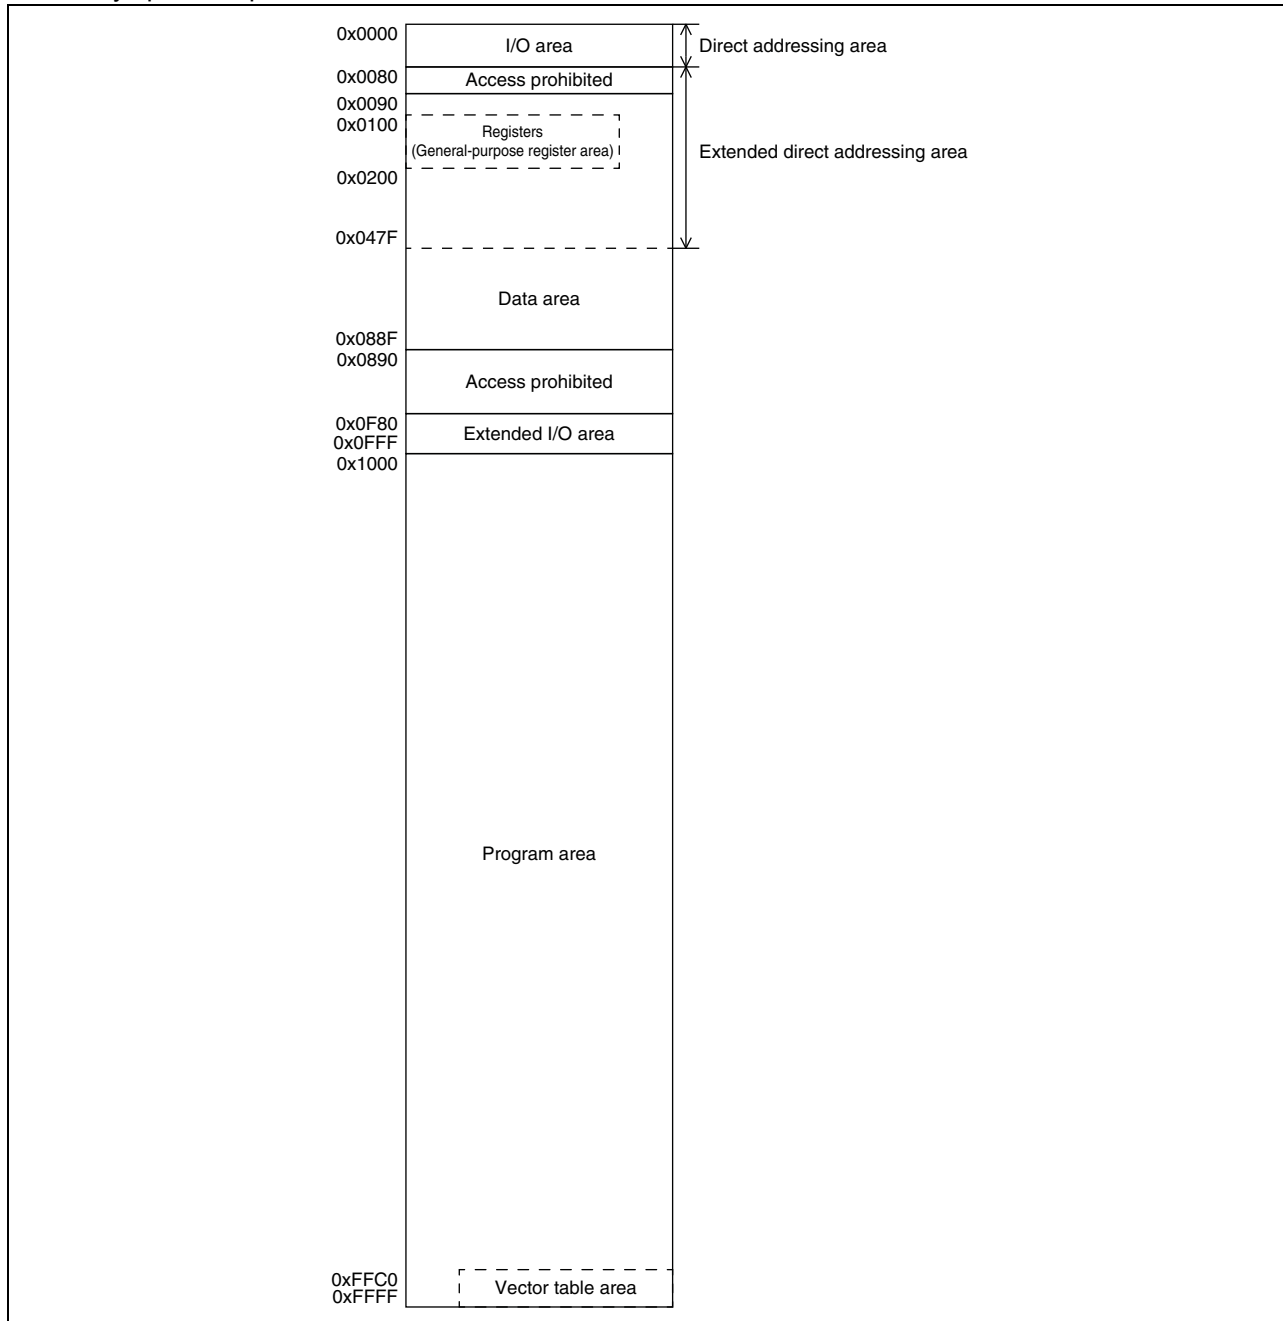 0x0000
I/O area
Direct addressing area
0x0080
Access prohibited
0x0090
0x0100
Registers
(General-purpose register area)
Extended direct addressing area
0x0200
0x047F
Data area
0x088F
0x0890
Access prohibited
0x0F80
Extended I/O area
0x0FFF
0x1000
Program area
0xFFC0
Vector table area
0xFFFF